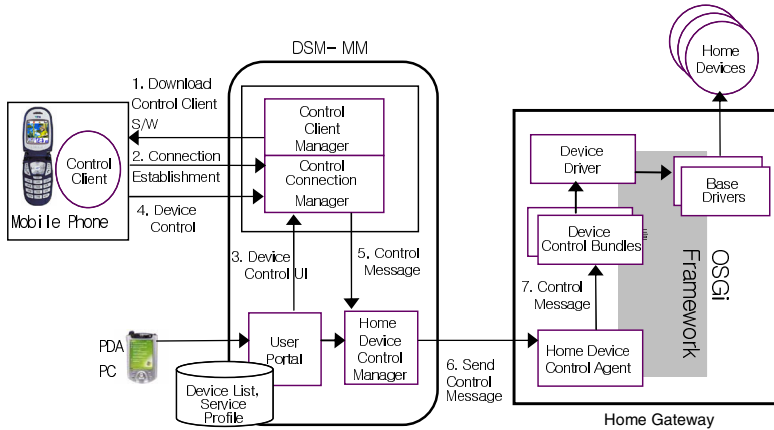 DSM- MM
Home
Devices
1. Download
Control Client
S/W
Control
Client
Manager
2. Connection
Establishment
Control
Connection
Manager
Control
Client
Mobile Phone
4. Device
Control
3. Device
Control UI
5. Control
Message
Device
Driver
Base
Drivers
Device
Control Bundles
OSGi
Framework
7. Control
Message
PDA
PC
User
Portal
Home
Device
Control
Manager
6. Send
Control
Message
Home Device
Control Agent
Device List,
Service
Profile
Home Gateway